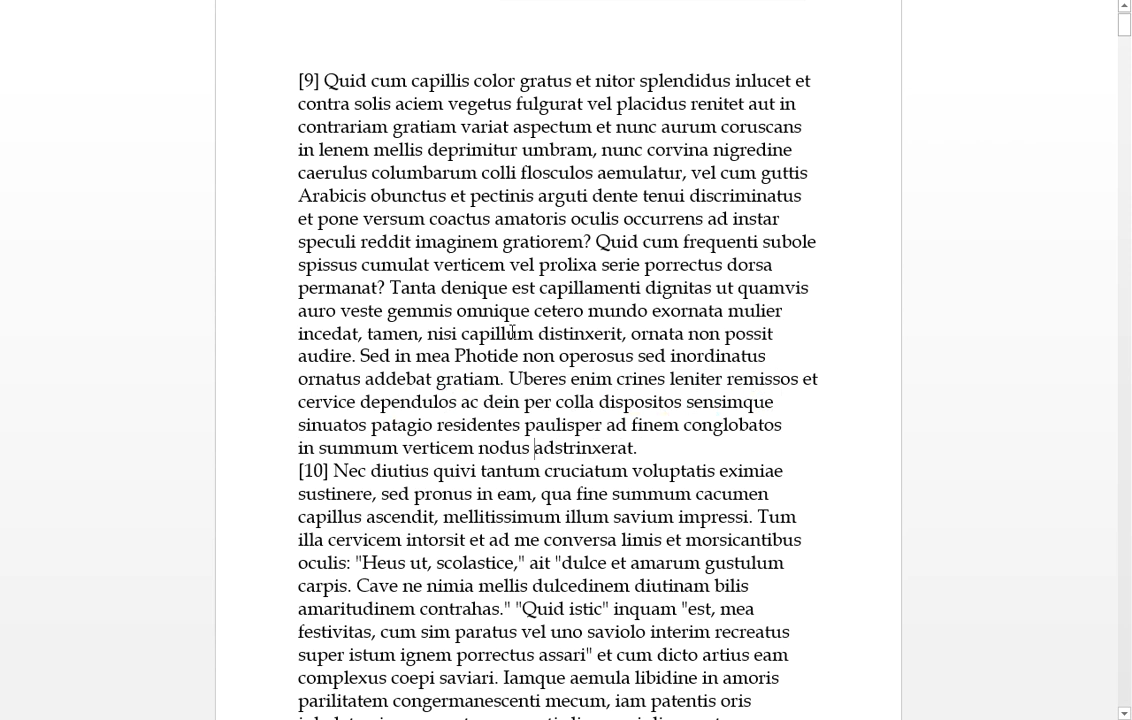 [9] Quid cum capillis color gratus et nitor splendidus inlucet et
contra solis aciem vegetus fulgurat vel placidus renitet aut in
contrariam gratiam variat aspectum et nunc aurum coruscans
in lenem mellis deprimitur umbram, nunc corvina nigredine
caerulus columbarum colli flosculos aemulatur, vel cum guttis
Arabicis obunctus et pectinis arguti dente tenui discriminatus
et pone versum coactus amatoris oculis occurrens ad instar
speculi reddit imaginem gratiorem? Quid cum frequenti subole
spissus cumulat verticem vel prolixa serie porrectus dorsa
permanat? Tanta denique est capillamenti dignitas ut quamvis
auro veste gemmis omnique cetero mundo exornata mulier
incedat, tamen, nisi capillum distinxerit, ornata non possit
audire. Sed in mea Photide non operosus sed inordinatus
ornatus addebat gratiam. Uberes enim crines leniter remissos et
cervice dependulos ac dein per colla dispositos sensimque
sinuatos patagio residentes paulisper ad finem conglobatos
in summum verticem nodus adstrinxerat.
[10] Nec diutius quivi tantum cruciatum voluptatis eximiae
sustinere, sed pronus in eam, qua fine summum cacumen
capillus ascendit, mellitissimum illum savium impressi. Tum
illa cervicem intorsit et ad me conversa limis et morsicantibus
oculis: "Heus ut, scolastice," ait "dulce et amarum gustulum
carpis. Cave ne nimia mellis dulcedinem diutinam bilis
amaritudinem contrahas." "Quid istic" inquam "est, mea
festivitas, cum sim paratus vel uno saviolo interim recreatus
super istum ignem porrectus assari" et cum dicto artius eam
complexus coepi saviari. Iamque aemula libidine in amoris
parilitatem congermanescenti mecum, iam patentis oris